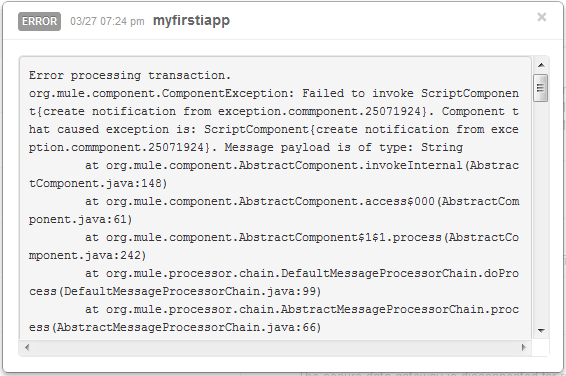 ERROR 03/27 07:24 pm myfirstiapp ×
Error processing transaction.
org.mule.component.ComponentException: Failed to invoke ScriptComponen
t{create notification from exception.commponent.25071924}. Component t
hat caused exception is: ScriptComponent{create notification from exce
ption.commponent.25071924}. Message payload is of type: String
at org.mule.component.AbstractComponent.invokeInternal(Abstrac
tComponent.java:148)
at org.mule.component.AbstractComponent.access$000(AbstractCom
ponent.java:61)
at org.mule.component.AbstractComponent$1$1.process(AbstractCo
mponent.java:242)
at org.mule.processor.chain.DefaultMessageProcessorChain.doPro
cess(DefaultMessageProcessorChain.java:99)
at org.mule.processor.chain.AbstractMessageProcessorChain.proc
ess(AbstractMessageProcessorChain.java:66)